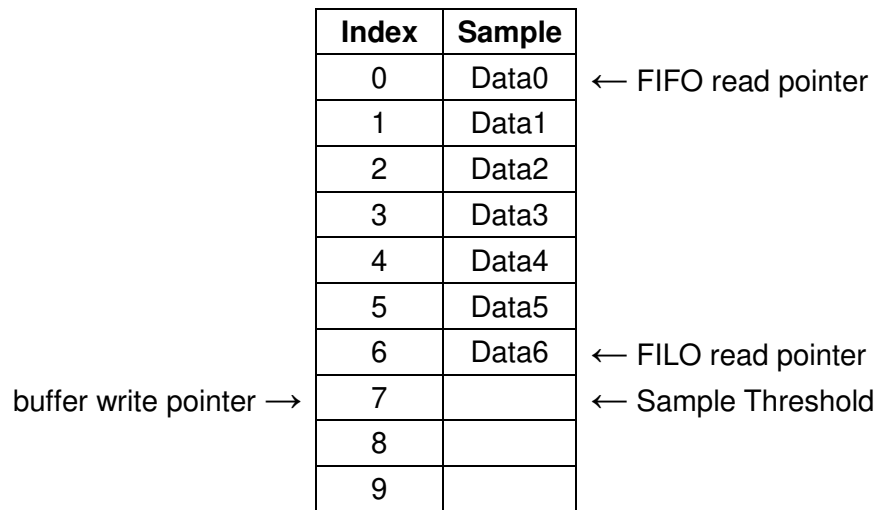 Index Sample
0 Data0 ← FIFO read pointer
1 Data1
2 Data2
3 Data3
4 Data4
5 Data5
6 Data6 ← FILO read pointer
buffer write pointer → 7 ← Sample Threshold
8
9